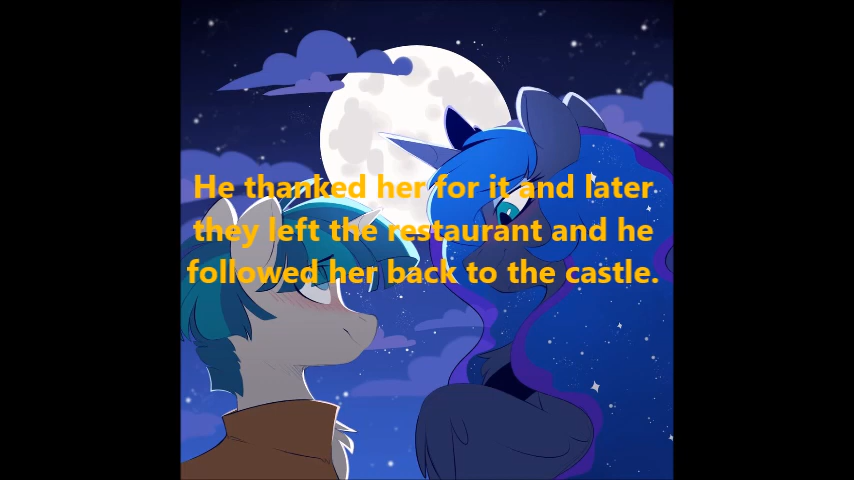 He thanked her for it and later
they left the restaurant and he
followed her back to the castle.